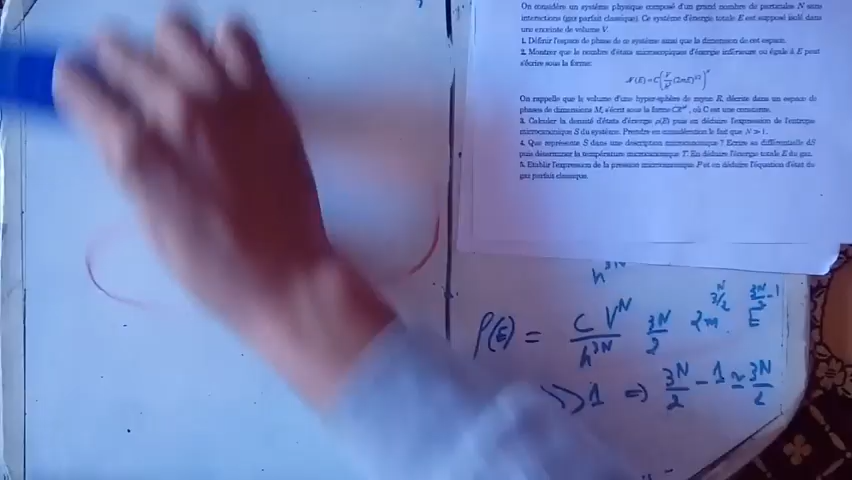 On considère un système physique composé d'un grand nombre de particules N sans
interactions (gaz parfait classique). Ce système d'énergie totale E est supposé isolé dans
une enceinte de volume V.
1. Définir l'espace de phase de ce système ainsi que la dimension de cet espace.
2. Montrer que le nombre d'états microscopiques d'énergie inférieure ou égale à E peut
s'écrire sous la forme:
N(E) = C(V/h³ (2mE)^{3/2})^N
On rappelle que le volume d'une hyper-sphère de rayon R, décrite dans un espace de
phases de dimensions M, s'écrit sous la forme CR^M, où C est une constante.
3. Calculer la densité d'états d'énergie ρ(E) puis en déduire l'expression de l'entropie
microcanonique S du système. Prendre en considération le fait que N ≫ 1.
4. Que représente S dans une description microcanonique ? Ecrire sa différentielle dS
puis déterminer la température microcanonique T. En déduire l'énergie totale E du gaz.
5. Etablir l'expression de la pression microcanonique P et en déduire l'équation d'état du
gaz parfait classique.
h^{3N}
ρ(E) = C V^N / h^{3N} 3N/2 2m^{3N/2} E^{3N/2 - 1}
≫ 1 ⇒ 3N/2 - 1 ≃ 3N/2